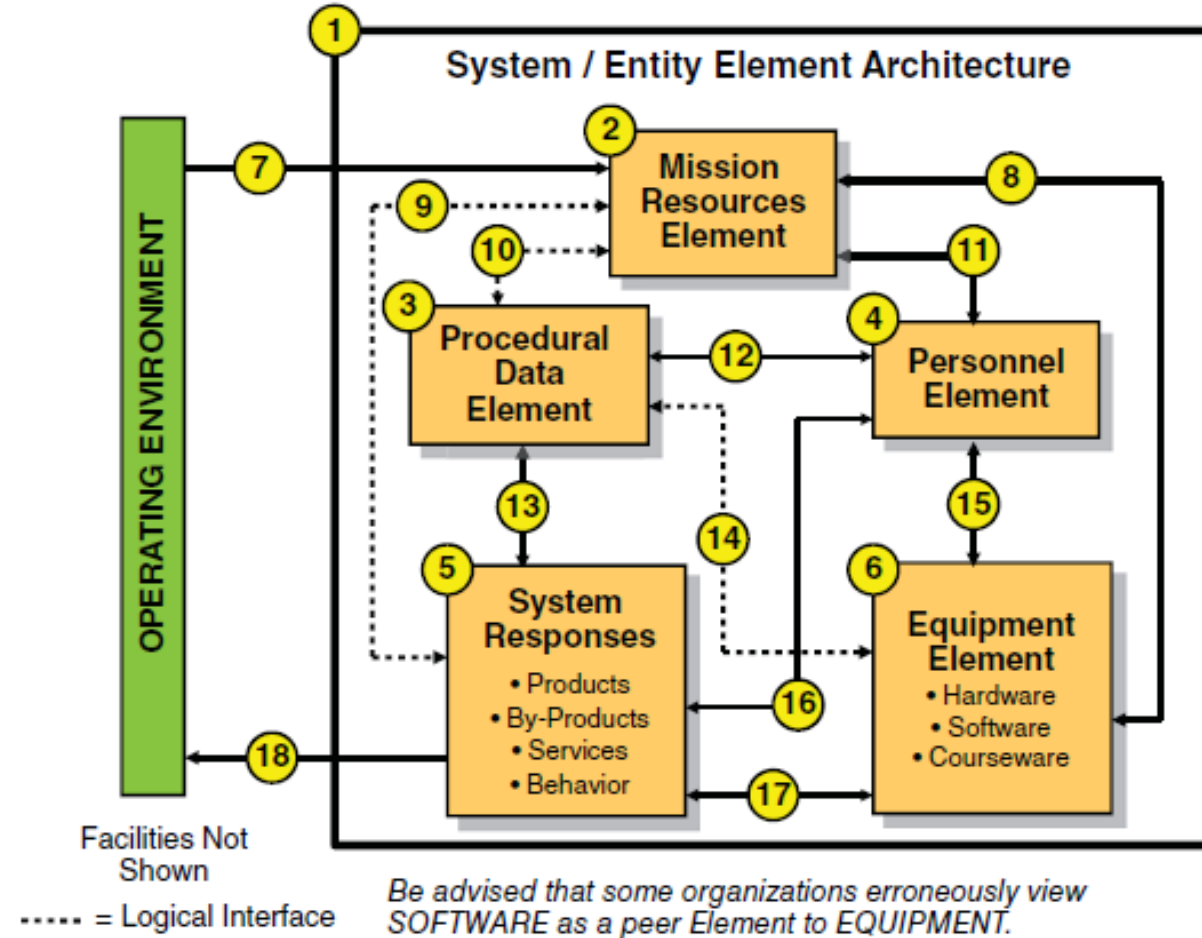 1
System / Entity Element Architecture
2
Mission
Resources
Element
7
8
9
10
11
OPERATING ENVIRONMENT
3
Procedural
Data
Element
4
Personnel
Element
12
13
14
15
5
System
Responses
• Products
• By-Products
• Services
• Behavior
6
Equipment
Element
• Hardware
• Software
• Courseware
16
17
18
Facilities Not
Shown
= Logical Interface
Be advised that some organizations erroneously view
SOFTWARE as a peer Element to EQUIPMENT.